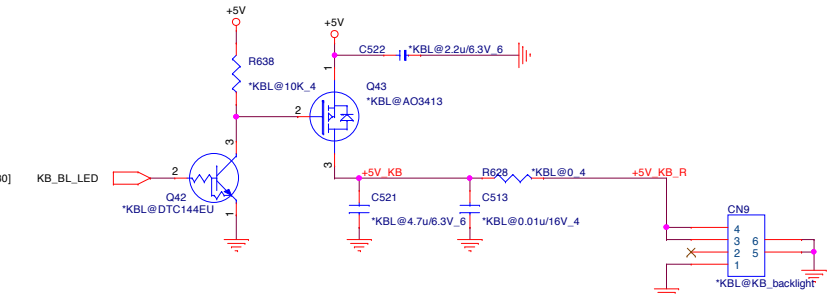 +5V
+5V
C522
*KBL@2.2u/6.3V_6
R638
*KBL@10K_4
1
Q43
*KBL@AO3413
2
3
3
0]
KB_BL_LED
2
Q42
*KBL@DTC144EU
1
+5V_KB
R628
*KBL@0_4
+5V_KB_R
C521
*KBL@4.7u/6.3V_6
C513
*KBL@0.01u/16V_4
CN9
4
3
2
1
6
5
*KBL@KB_backlight